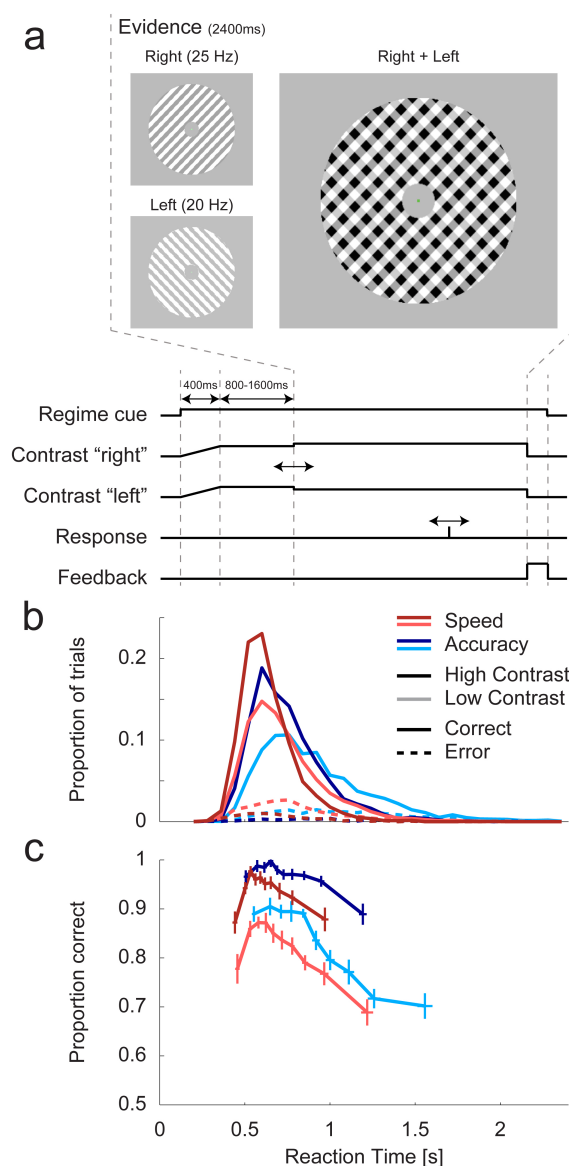 a
Evidence (2400ms)
Right (25 Hz)
Right + Left
Left (20 Hz)
400ms
800-1600ms
Regime cue
Contrast “right”
Contrast “left”
Response
Feedback
b
Proportion of trials
0.2
0.1
0
Speed
Accuracy
High Contrast
Low Contrast
Correct
Error
c
Proportion correct
1
0.9
0.8
0.7
0.6
0.5
0
0.5
1
1.5
2
Reaction Time [s]